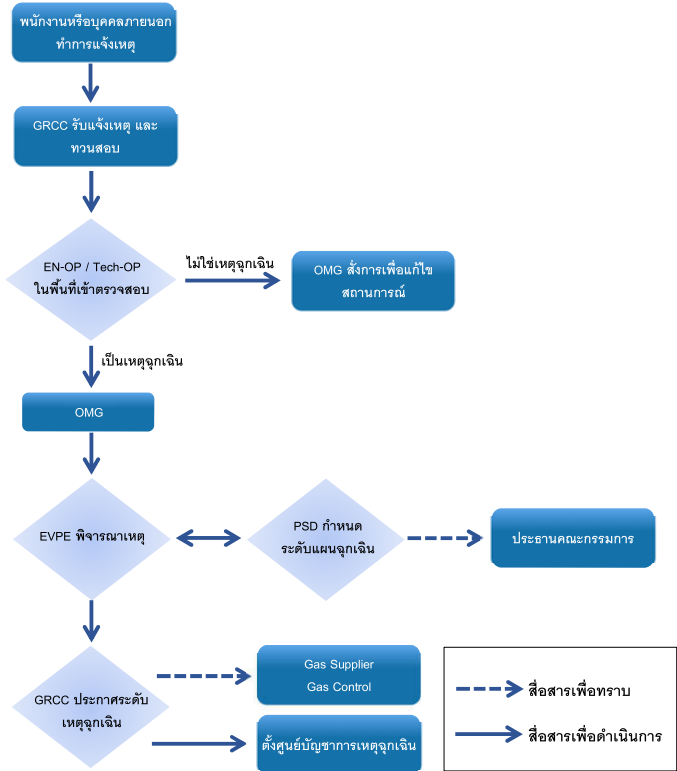 พนักงานหรือบุคคลภายนอก
ทำการแจ้งเหตุ
GRCC รับแจ้งเหตุ และ
ทวนสอบ
EN-OP / Tech-OP
ในพื้นที่เข้าตรวจสอบ
ไม่ใช่เหตุฉุกเฉิน
OMG สั่งการเพื่อแก้ไข
สถานการณ์
เป็นเหตุฉุกเฉิน
OMG
EVPE พิจารณาเหตุ
PSD กำหนด
ระดับแผนฉุกเฉิน
ประธานคณะกรรมการ
GRCC ประกาศระดับ
เหตุฉุกเฉิน
Gas Supplier
Gas Control
ตั้งศูนย์บัญชาการเหตุฉุกเฉิน
สื่อสารเพื่อทราบ
สื่อสารเพื่อดำเนินการ